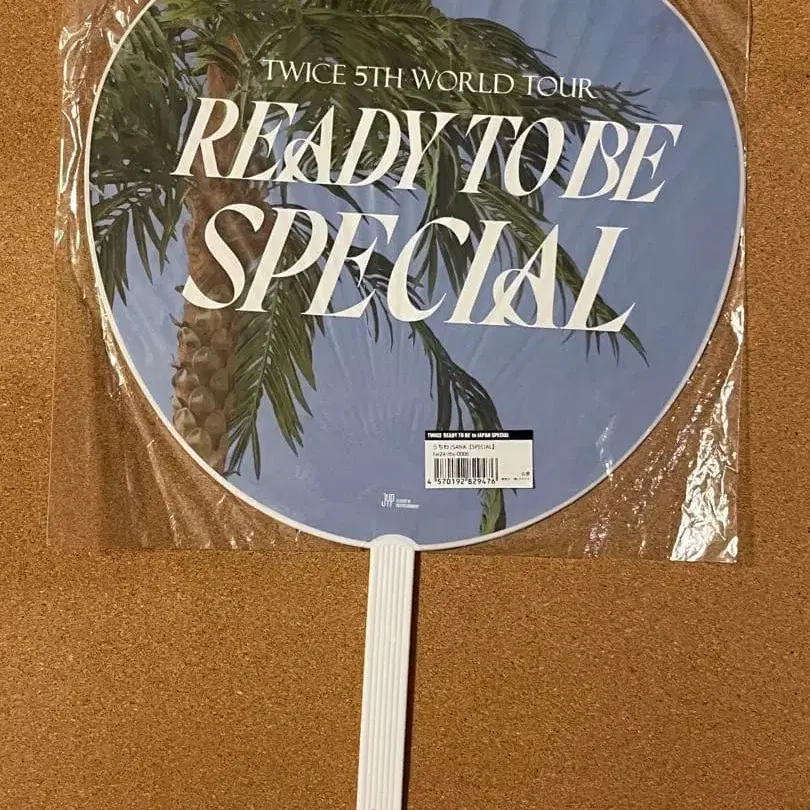 TWICE 5TH WORLD TOUR
READY TO BE
SPECIAL
TWICE READY TO BE in JAPAN SPECIAL
うちわ/SANA【SPECIAL】
4 570192 829476
JYP